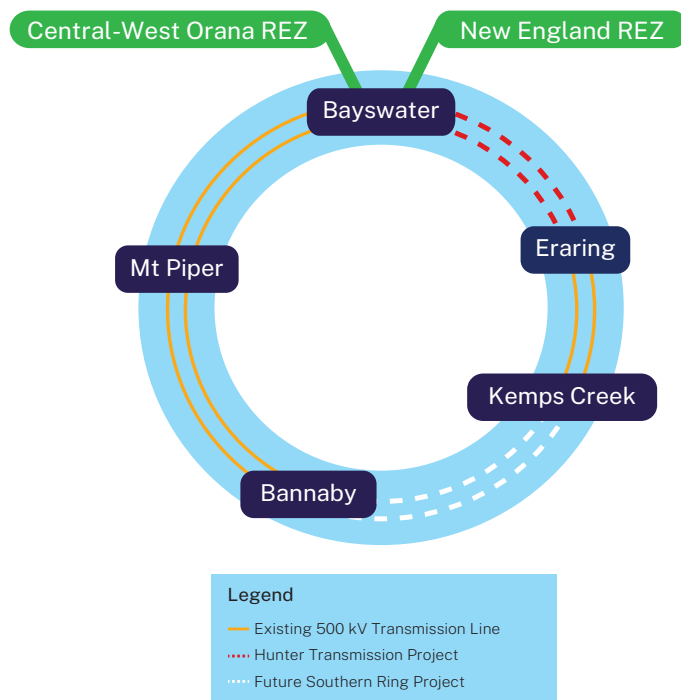 Central-West Orana REZ
New England REZ
Bayswater
Mt Piper
Eraring
Kemps Creek
Bannaby
Legend
Existing 500 kV Transmission Line
Hunter Transmission Project
Future Southern Ring Project